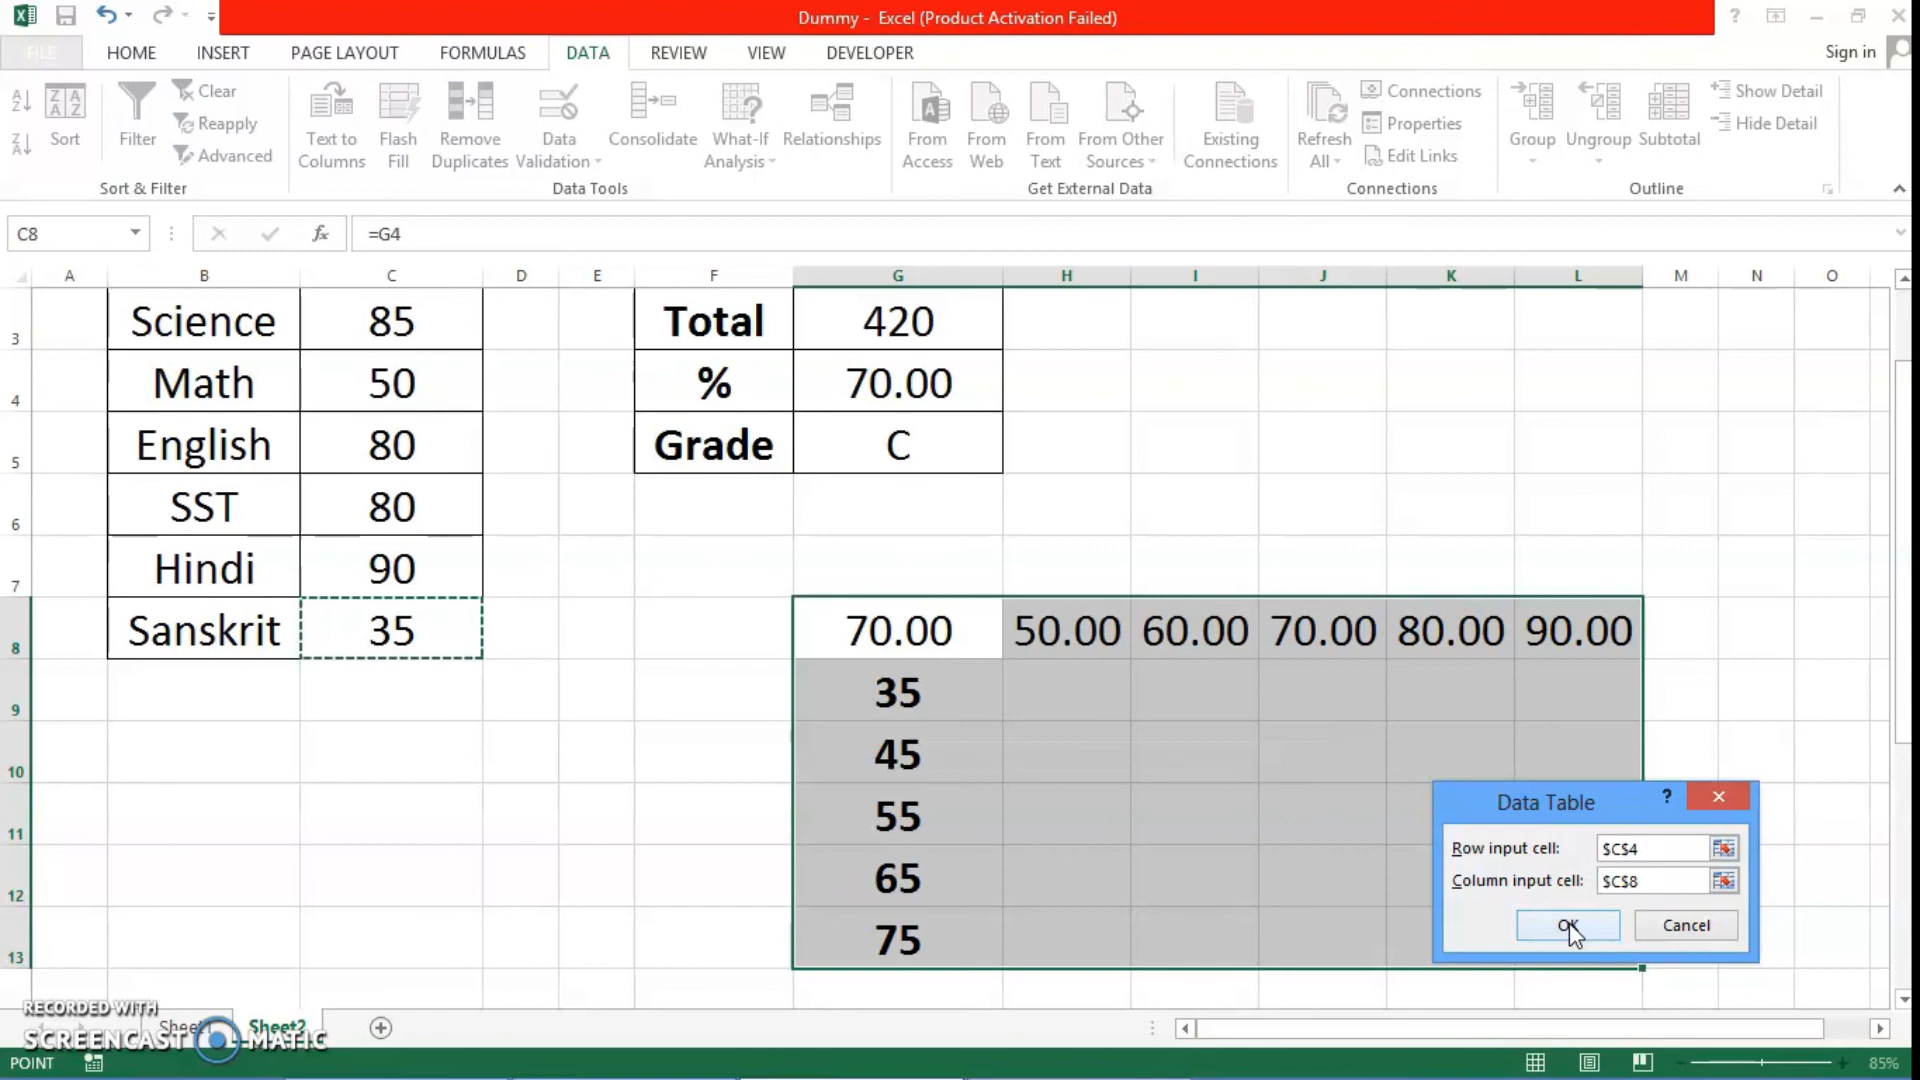 Dummy - Excel (Product Activation Failed)
FILE HOME INSERT PAGE LAYOUT FORMULAS DATA REVIEW VIEW DEVELOPER Sign in
Sort Filter Clear Reapply Advanced
Text to Columns Flash Fill Remove Duplicates Data Validation Consolidate What-If Analysis Relationships
From Access From Web From Text From Other Sources Existing Connections
Refresh All Connections Properties Edit Links
Group Ungroup Subtotal Show Detail Hide Detail
Sort & Filter Data Tools Get External Data Connections Outline
C8 fx =G4
A B C D E F G H I J K L M N O
3 Science 85 Total 420
4 Math 50 % 70.00
5 English 80 Grade C
6 SST 80
7 Hindi 90
8 Sanskrit 35 70.00 50.00 60.00 70.00 80.00 90.00
9 35
10 45
11 55
12 65
13 75
Data Table ?
Row input cell: $C$4
Column input cell: $C$8
OK Cancel
RECORDED WITH
SCREENCAST-O-MATIC
Sheet1 Sheet2
POINT 85%